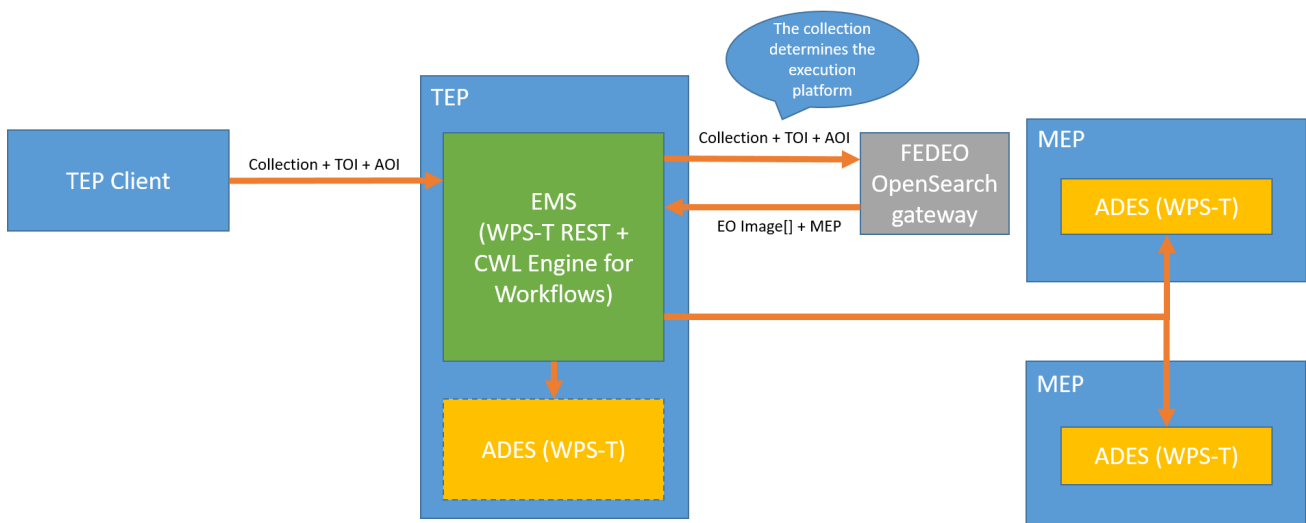 The collection
determines the
execution
platform
TEP
TEP Client
Collection + TOI + AOI
EMS
(WPS-T REST +
CWL Engine for
Workflows)
Collection + TOI + AOI
EO Image[] + MEP
FEDEO
OpenSearch
gateway
MEP
ADES (WPS-T)
ADES (WPS-T)
MEP
ADES (WPS-T)